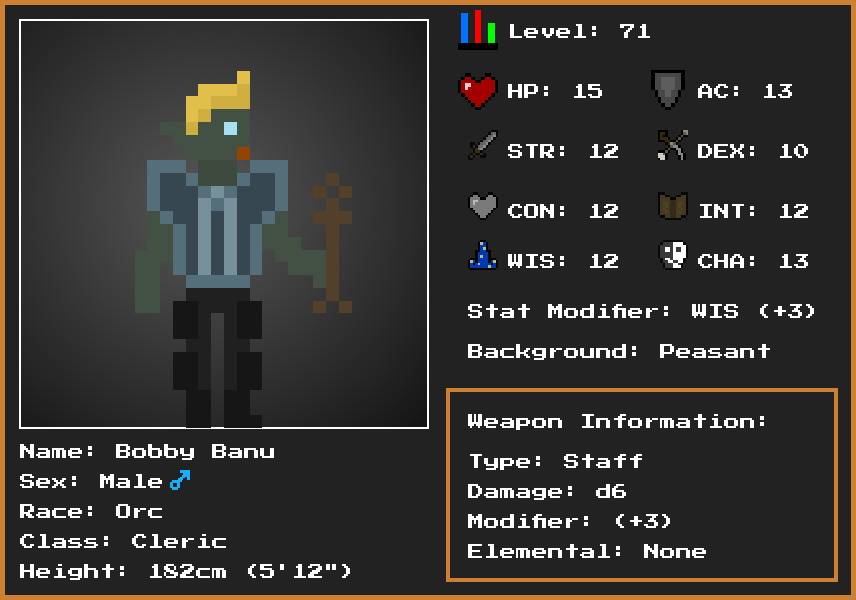 Level: 71
HP: 15 AC: 13
STR: 12 DEX: 10
CON: 12 INT: 12
WIS: 12 CHA: 13
Stat Modifier: WIS (+3)
Background: Peasant
Weapon Information:
Type: Staff
Damage: d6
Modifier: (+3)
Elemental: None
Name: Bobby Banu
Sex: Male♂
Race: Orc
Class: Cleric
Height: 182cm (5'12")